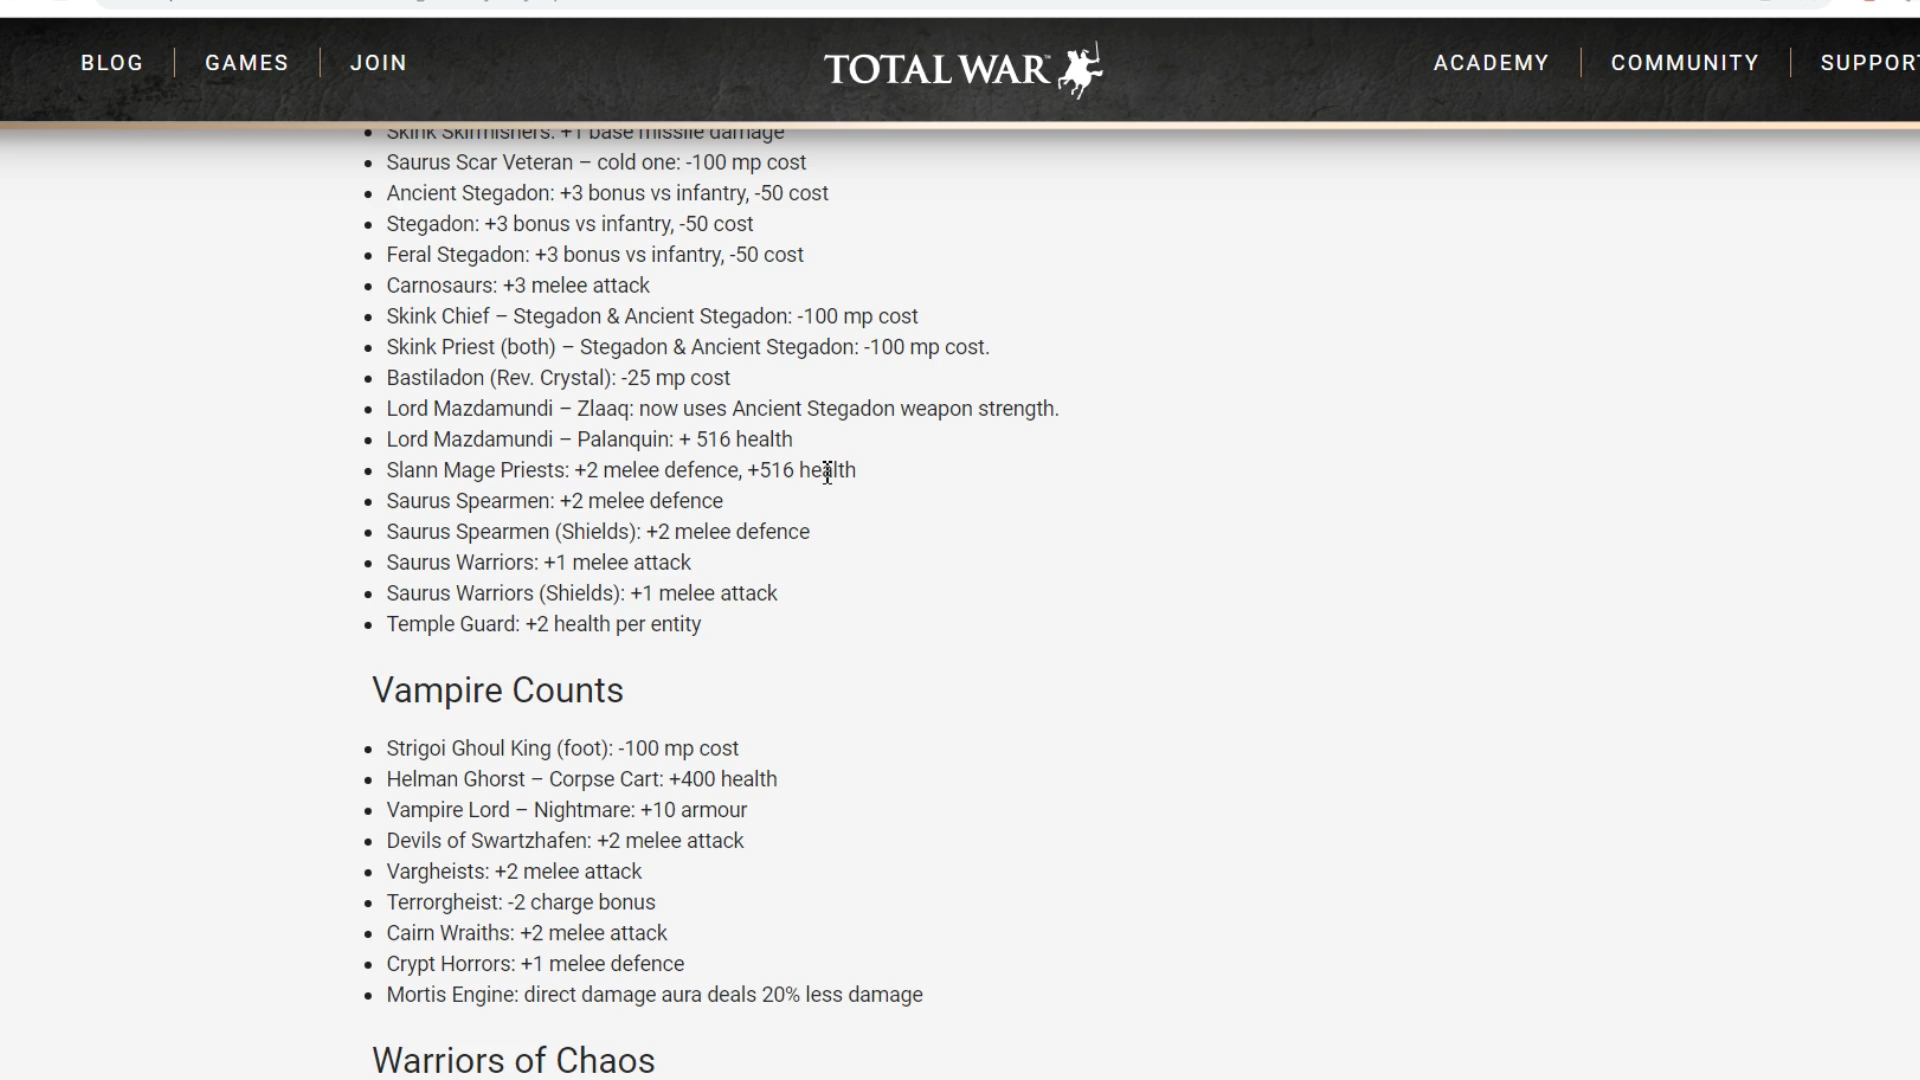 BLOG GAMES JOIN TOTAL WAR ACADEMY COMMUNITY SUPPORT
Skink Skirmishers: +1 base missile damage
Saurus Scar Veteran – cold one: -100 mp cost
Ancient Stegadon: +3 bonus vs infantry, -50 cost
Stegadon: +3 bonus vs infantry, -50 cost
Feral Stegadon: +3 bonus vs infantry, -50 cost
Carnosaurs: +3 melee attack
Skink Chief – Stegadon & Ancient Stegadon: -100 mp cost
Skink Priest (both) – Stegadon & Ancient Stegadon: -100 mp cost.
Bastiladon (Rev. Crystal): -25 mp cost
Lord Mazdamundi – Zlaaq: now uses Ancient Stegadon weapon strength.
Lord Mazdamundi – Palanquin: + 516 health
Slann Mage Priests: +2 melee defence, +516 health
Saurus Spearmen: +2 melee defence
Saurus Spearmen (Shields): +2 melee defence
Saurus Warriors: +1 melee attack
Saurus Warriors (Shields): +1 melee attack
Temple Guard: +2 health per entity
Vampire Counts
Strigoi Ghoul King (foot): -100 mp cost
Helman Ghorst – Corpse Cart: +400 health
Vampire Lord – Nightmare: +10 armour
Devils of Swartzhafen: +2 melee attack
Vargheists: +2 melee attack
Terrorgheist: -2 charge bonus
Cairn Wraiths: +2 melee attack
Crypt Horrors: +1 melee defence
Mortis Engine: direct damage aura deals 20% less damage
Warriors of Chaos